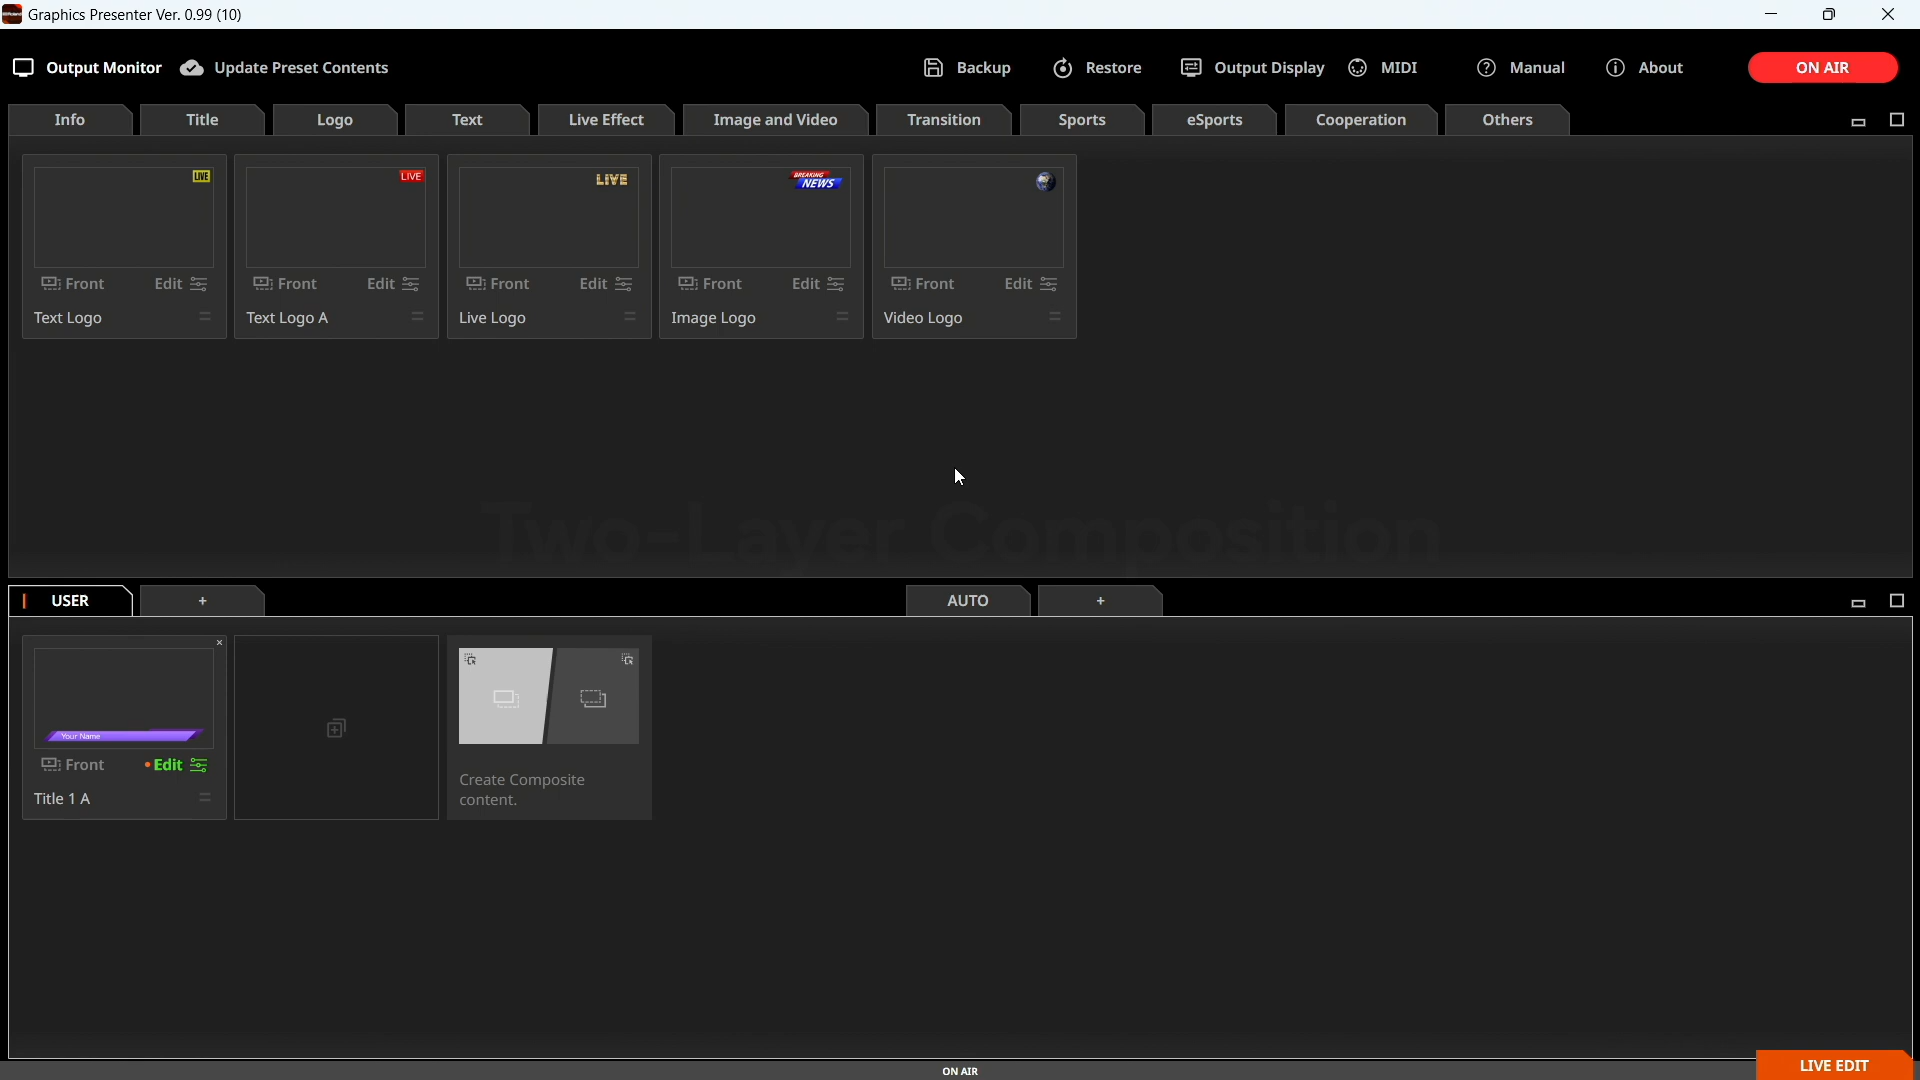 Graphics Presenter Ver. 0.99 (10)
Output Monitor Update Preset Contents Backup Restore Output Display MIDI Manual About ON AIR
Info Title Logo Text Live Effect Image and Video Transition Sports eSports Cooperation Others
LIVE LIVE LIVE BREAKING NEWS
Front Edit Front Edit Front Edit Front Edit Front Edit
Text Logo Text Logo A Live Logo Image Logo Video Logo
Two-Layer Composition
USER + AUTO +
Your Name
Front Edit
Title 1 A
Create Composite
content.
ON AIR
LIVE EDIT